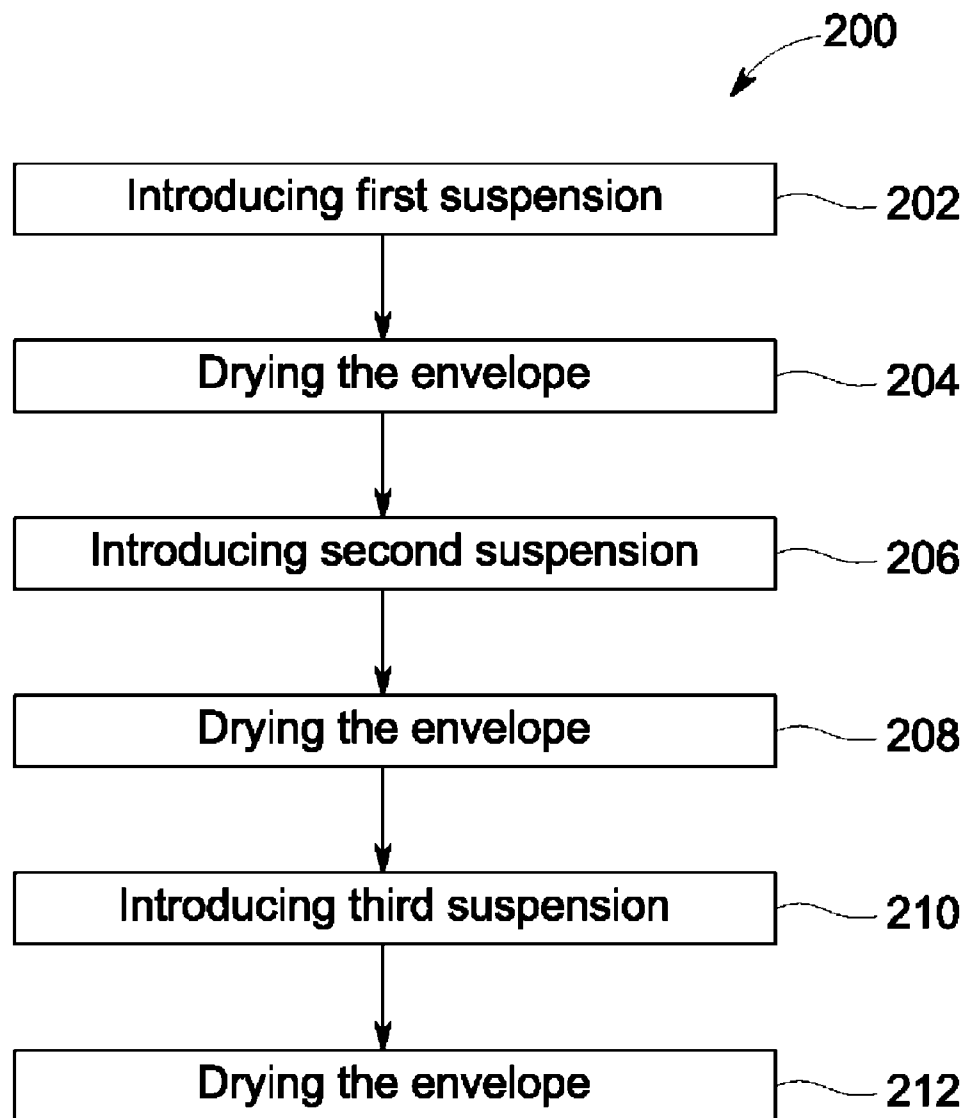 200
Introducing first suspension 202
Drying the envelope 204
Introducing second suspension 206
Drying the envelope 208
Introducing third suspension 210
Drying the envelope 212